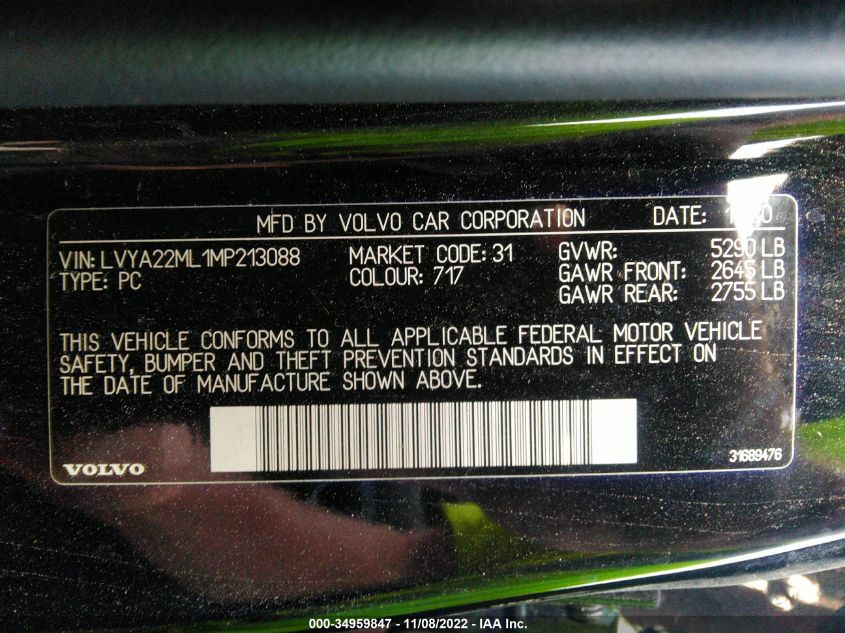 MFD BY VOLVO CAR CORPORATION DATE:
VIN: LVYA22ML1MP213088 MARKET CODE: 31 GVWR: 5290 LB
TYPE: PC COLOUR: 717 GAWR FRONT: 2645 LB
GAWR REAR: 2755 LB
THIS VEHICLE CONFORMS TO ALL APPLICABLE FEDERAL MOTOR VEHICLE
SAFETY, BUMPER AND THEFT PREVENTION STANDARDS IN EFFECT ON
THE DATE OF MANUFACTURE SHOWN ABOVE.
VOLVO 31689476
000-34959847 - 11/08/2022 - IAA Inc.